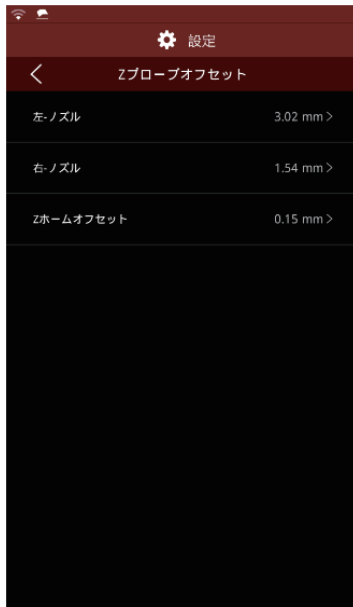 設定
Zプローブオフセット
左-ノズル 3.02 mm >
右-ノズル 1.54 mm >
Zホームオフセット 0.15 mm >